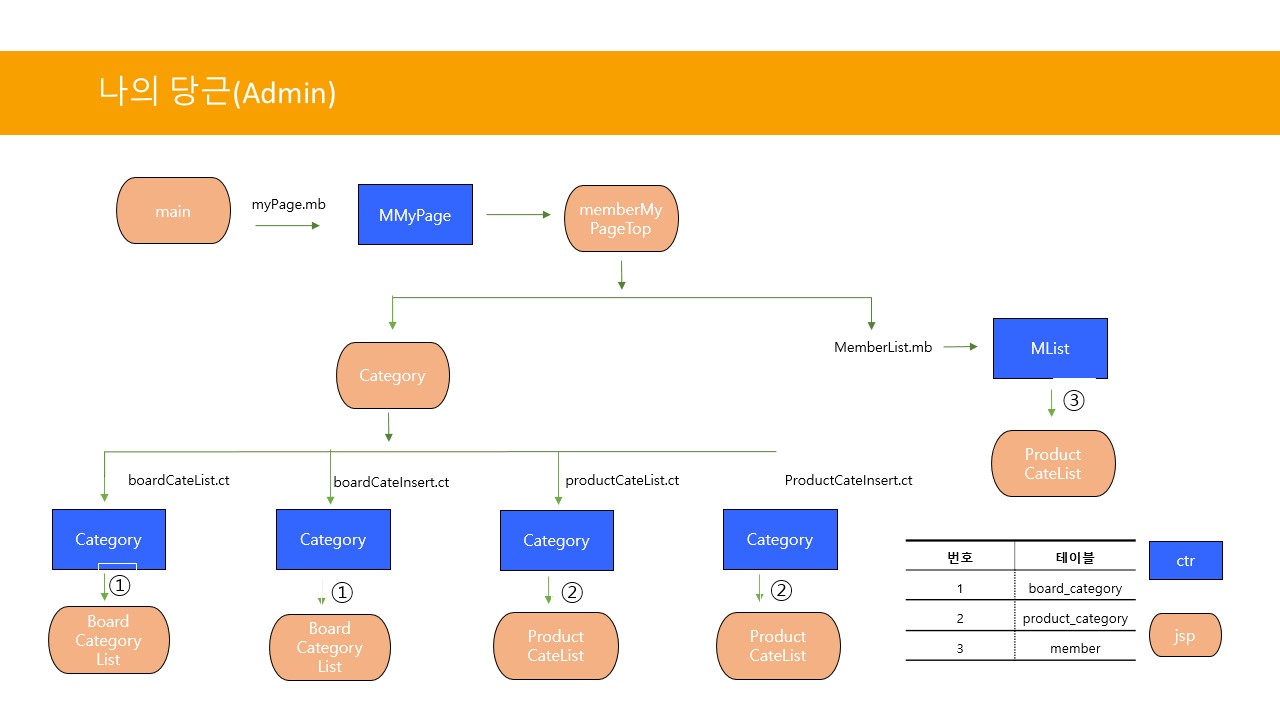 나의 당근(Admin)
main
myPage.mb
MMyPage
memberMy
PageTop
MemberList.mb
MList
Category
③
Product
CateList
boardCateList.ct
boardCateInsert.ct
productCateList.ct
ProductCateInsert.ct
Category
Category
Category
Category
①
①
②
②
Board
Category
List
Board
Category
List
Product
CateList
Product
CateList
번호 테이블
1 board_category
2 product_category
3 member
ctr
jsp